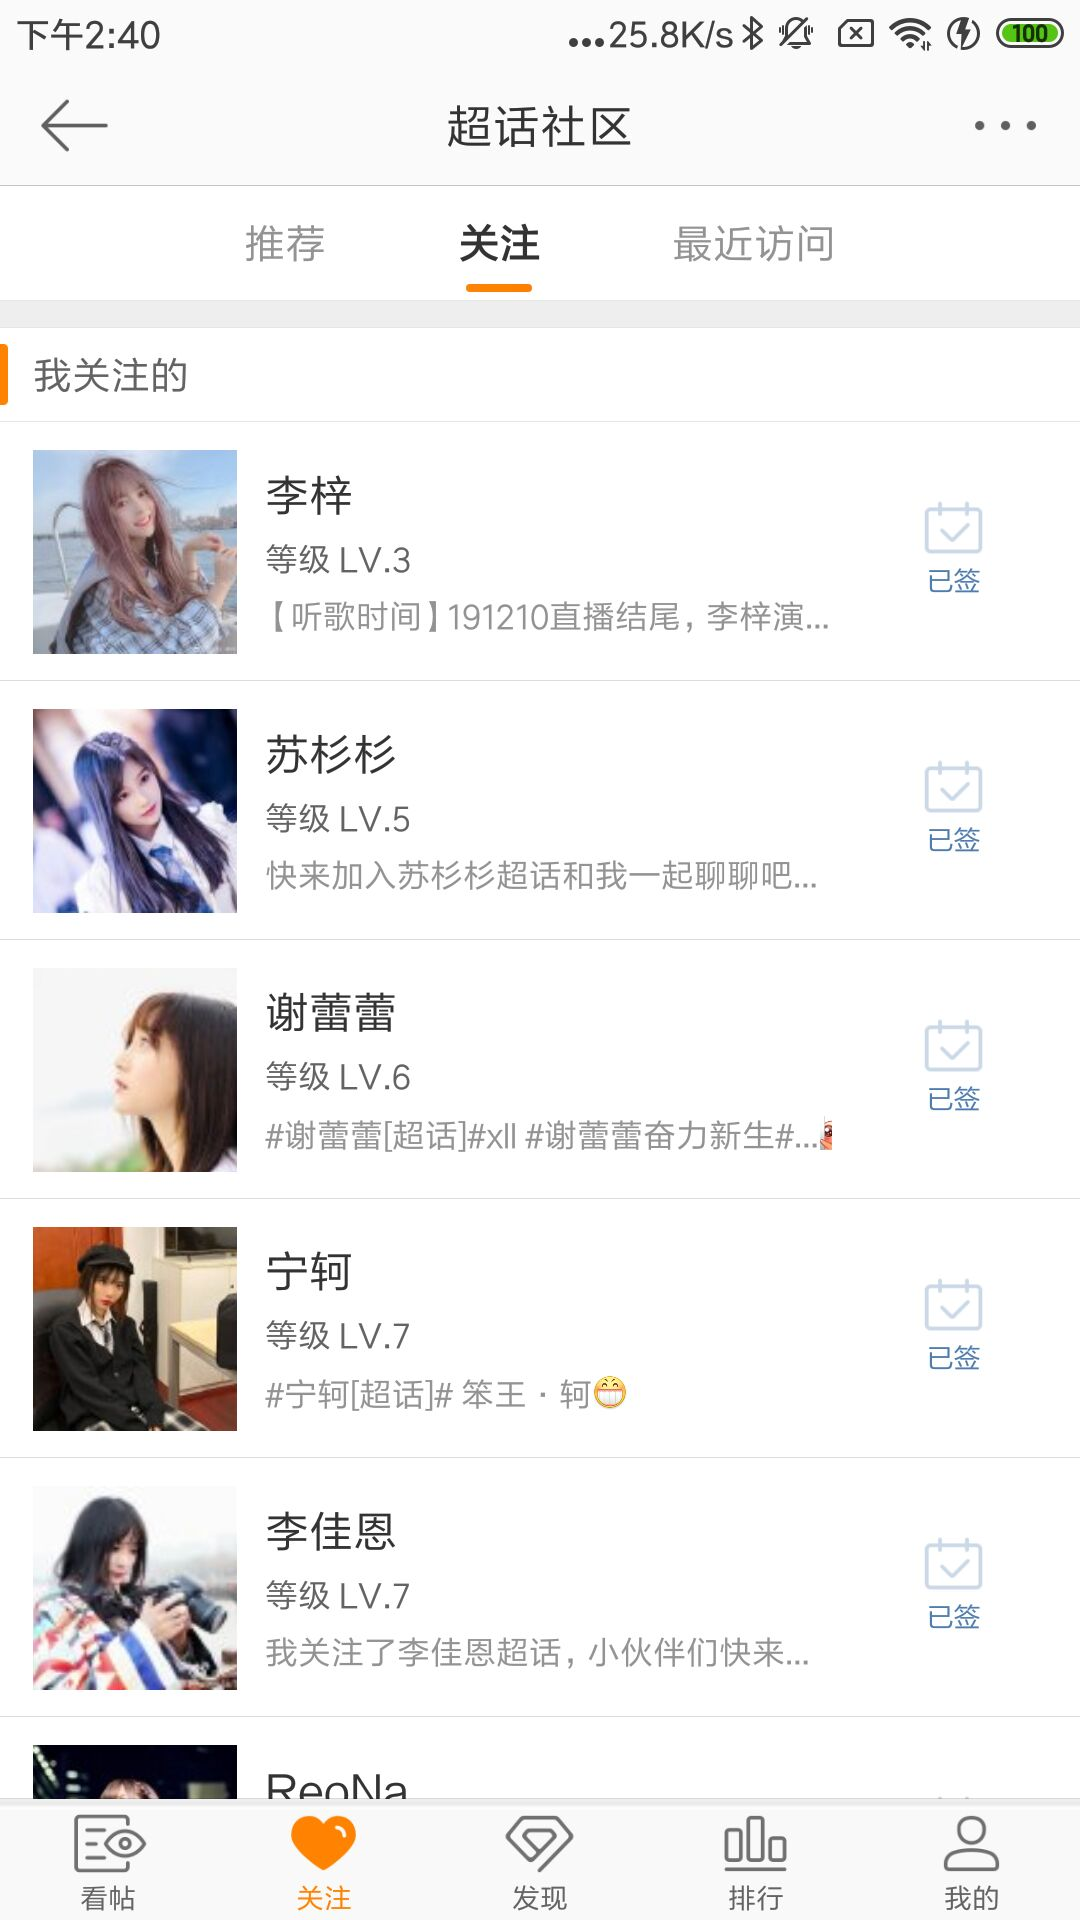 下午2:40
...25.8K/s
100
超话社区
推荐 关注 最近访问
我关注的
李梓
等级 LV.3
已签
【听歌时间】191210直播结尾，李梓演...
苏杉杉
等级 LV.5
已签
快来加入苏杉杉超话和我一起聊聊吧...
谢蕾蕾
等级 LV.6
已签
#谢蕾蕾[超话]#xll #谢蕾蕾奋力新生#...
宁轲
等级 LV.7
已签
#宁轲[超话]# 笨王·轲😁
李佳恩
等级 LV.7
已签
我关注了李佳恩超话，小伙伴们快来...
ReoNa
看帖 关注 发现 排行 我的